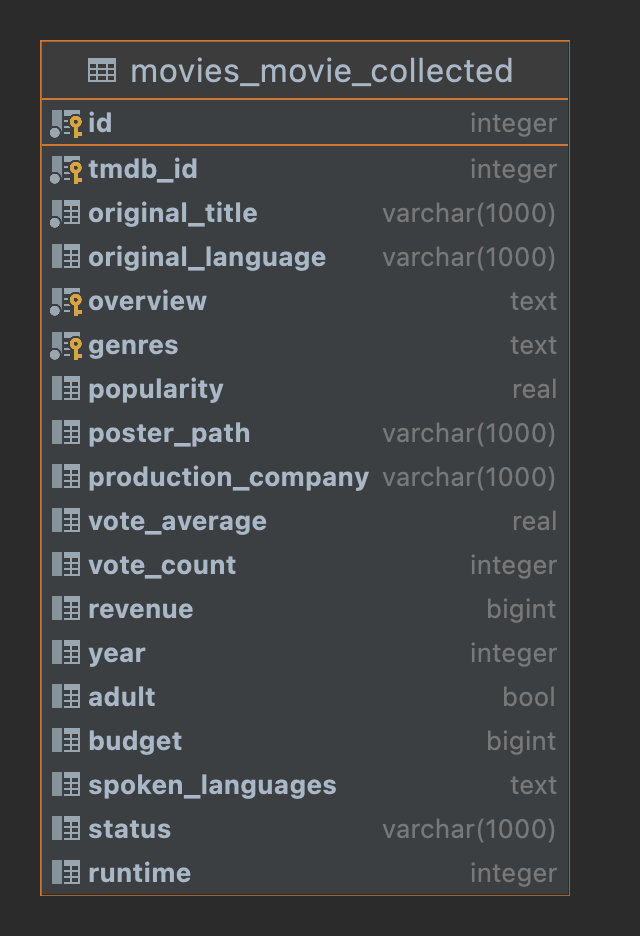 movies_movie_collected
id integer
tmdb_id integer
original_title varchar(1000)
original_language varchar(1000)
overview text
genres text
popularity real
poster_path varchar(1000)
production_company varchar(1000)
vote_average real
vote_count integer
revenue bigint
year integer
adult bool
budget bigint
spoken_languages text
status varchar(1000)
runtime integer